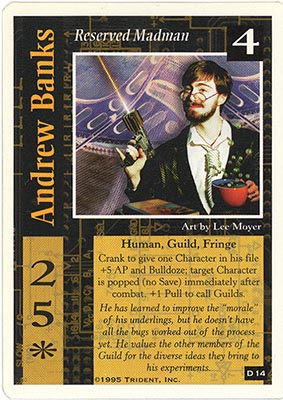 Reserved Madman
4
Andrew Banks
Art by Lee Moyer
2
5
*
Human, Guild, Fringe
Crank to give one Character in his file
+5 AP and Bulldoze; target Character
is popped (no Save) immediately after
combat. +1 Pull to call Guilds.
He has learned to improve the "morale"
of his underlings, but he doesn't have
all the bugs worked out of the process
yet. He values the other members of the
Guild for the diverse ideas they bring to
his experiments.
D 14
©1995 TRIDENT, INC.